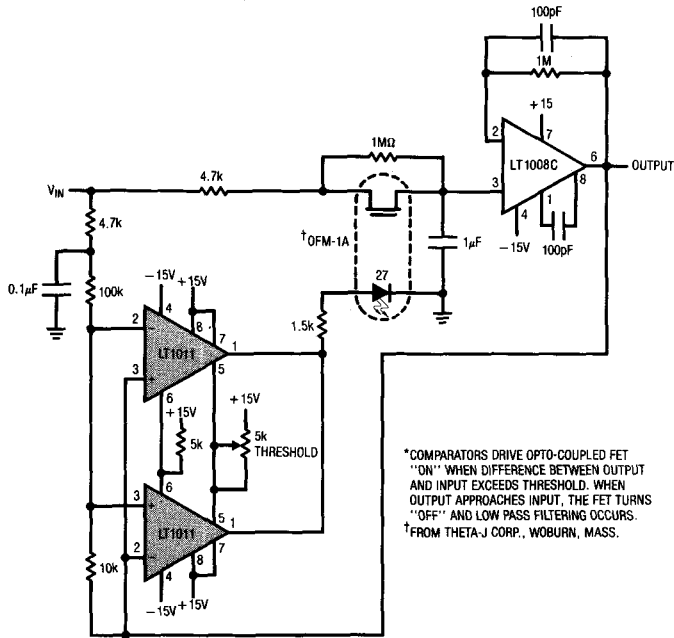 100pF
1M
+15
2
7
LT1008C
6
OUTPUT
3
8
4
1
-15V
100pF
1MΩ
4.7k
VIN
4.7k
†OFM-1A
1µF
0.1µF
100k
27
1.5k
-15V
+15V
4
2
8
7
LT1011
1
3
5
6
+15V
5k
+15V
5k
THRESHOLD
6
3
5
1
LT1011
2
7
10k
4
8
-15V
+15V
*COMPARATORS DRIVE OPTO-COUPLED FET
"ON" WHEN DIFFERENCE BETWEEN OUTPUT
AND INPUT EXCEEDS THRESHOLD. WHEN
OUTPUT APPROACHES INPUT, THE FET TURNS
"OFF" AND LOW PASS FILTERING OCCURS.
†FROM THETA-J CORP., WOBURN, MASS.